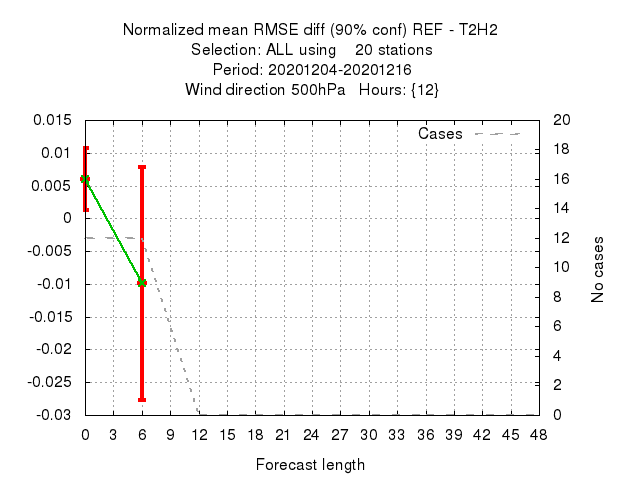 Normalized mean RMSE diff (90% conf) REF - T2H2
Selection: ALL using    20 stations
Period: 20201204-20201216
Wind direction 500hPa   Hours: {12}
Cases
0.015
0.01
0.005
0
-0.005
-0.01
-0.015
-0.02
-0.025
-0.03
20
18
16
14
12
10
8
6
4
2
0
No cases
0 3 6 9 12 15 18 21 24 27 30 33 36 39 42 45 48
Forecast length